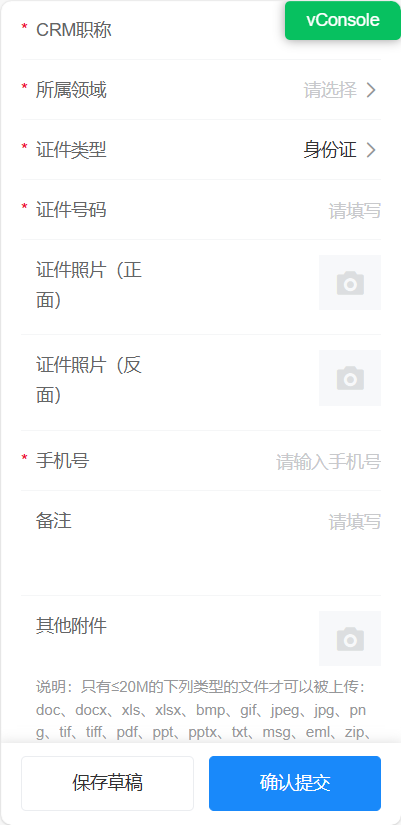 vConsole
* CRM职称
* 所属领域 请选择
* 证件类型 身份证
* 证件号码 请填写
证件照片（正
面）
证件照片（反
面）
* 手机号 请输入手机号
备注 请填写
其他附件
说明：只有≤20M的下列类型的文件才可以被上传：
doc、docx、xls、xlsx、bmp、gif、jpeg、jpg、pn
g、tif、tiff、pdf、ppt、pptx、txt、msg、eml、zip、
保存草稿 确认提交